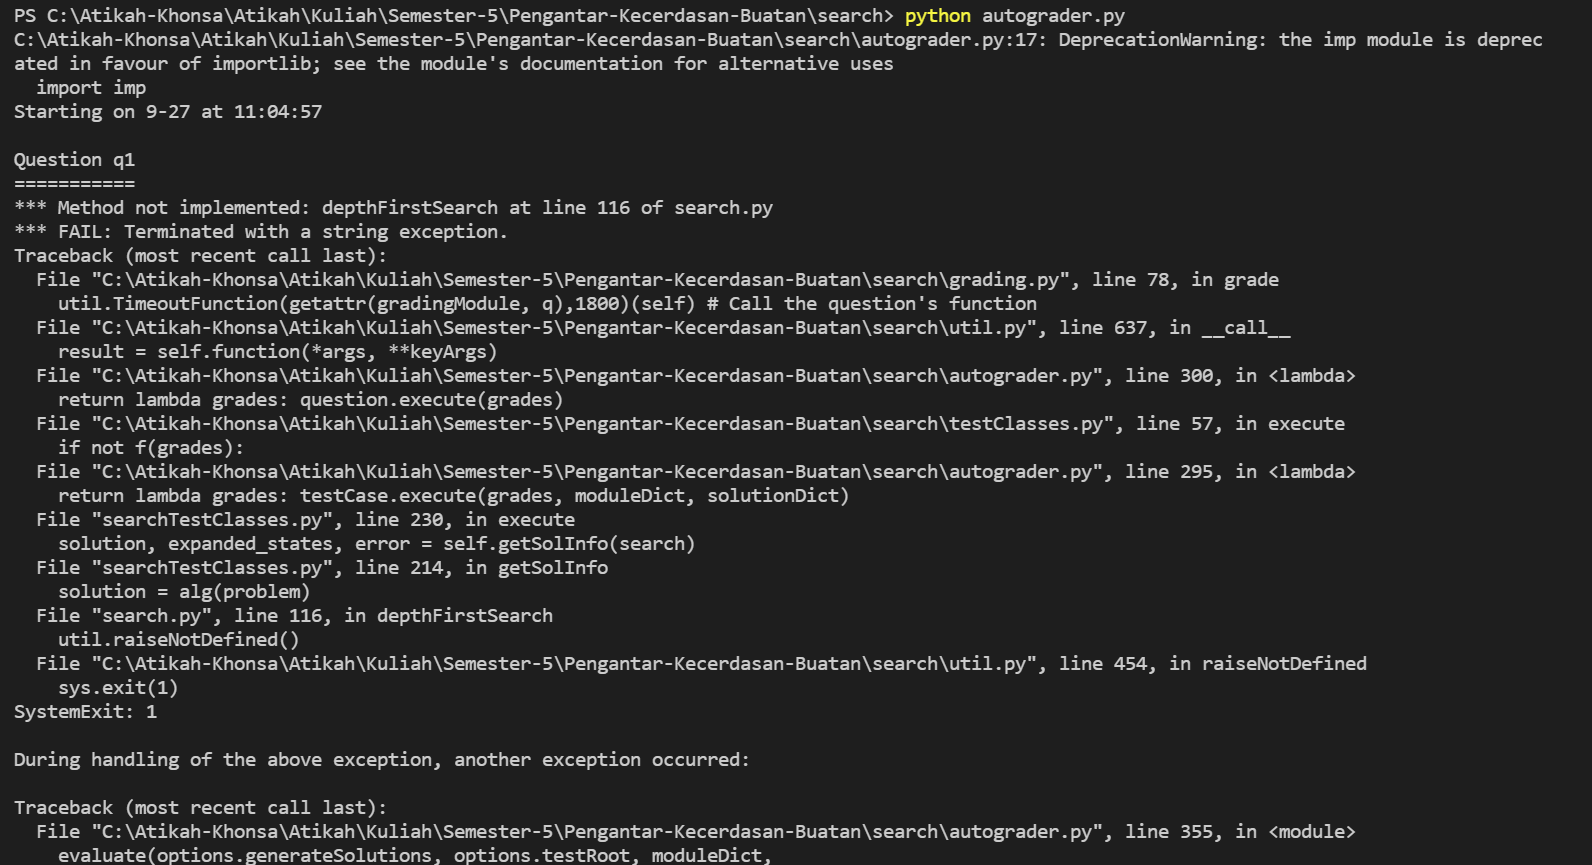 PS C:\Atikah-Khonsa\Atikah\Kuliah\Semester-5\Pengantar-Kecerdasan-Buatan\search> python autograder.py
C:\Atikah-Khonsa\Atikah\Kuliah\Semester-5\Pengantar-Kecerdasan-Buatan\search\autograder.py:17: DeprecationWarning: the imp module is deprec
ated in favour of importlib; see the module's documentation for alternative uses
  import imp
Starting on 9-27 at 11:04:57

Question q1
===========
*** Method not implemented: depthFirstSearch at line 116 of search.py
*** FAIL: Terminated with a string exception.
Traceback (most recent call last):
  File "C:\Atikah-Khonsa\Atikah\Kuliah\Semester-5\Pengantar-Kecerdasan-Buatan\search\grading.py", line 78, in grade
    util.TimeoutFunction(getattr(gradingModule, q),1800)(self) # Call the question's function
  File "C:\Atikah-Khonsa\Atikah\Kuliah\Semester-5\Pengantar-Kecerdasan-Buatan\search\util.py", line 637, in __call__
    result = self.function(*args, **keyArgs)
  File "C:\Atikah-Khonsa\Atikah\Kuliah\Semester-5\Pengantar-Kecerdasan-Buatan\search\autograder.py", line 300, in <lambda>
    return lambda grades: question.execute(grades)
  File "C:\Atikah-Khonsa\Atikah\Kuliah\Semester-5\Pengantar-Kecerdasan-Buatan\search\testClasses.py", line 57, in execute
    if not f(grades):
  File "C:\Atikah-Khonsa\Atikah\Kuliah\Semester-5\Pengantar-Kecerdasan-Buatan\search\autograder.py", line 295, in <lambda>
    return lambda grades: testCase.execute(grades, moduleDict, solutionDict)
  File "searchTestClasses.py", line 230, in execute
    solution, expanded_states, error = self.getSolInfo(search)
  File "searchTestClasses.py", line 214, in getSolInfo
    solution = alg(problem)
  File "search.py", line 116, in depthFirstSearch
    util.raiseNotDefined()
  File "C:\Atikah-Khonsa\Atikah\Kuliah\Semester-5\Pengantar-Kecerdasan-Buatan\search\util.py", line 454, in raiseNotDefined
    sys.exit(1)
SystemExit: 1

During handling of the above exception, another exception occurred:

Traceback (most recent call last):
  File "C:\Atikah-Khonsa\Atikah\Kuliah\Semester-5\Pengantar-Kecerdasan-Buatan\search\autograder.py", line 355, in <module>
    evaluate(options.generateSolutions, options.testRoot, moduleDict,